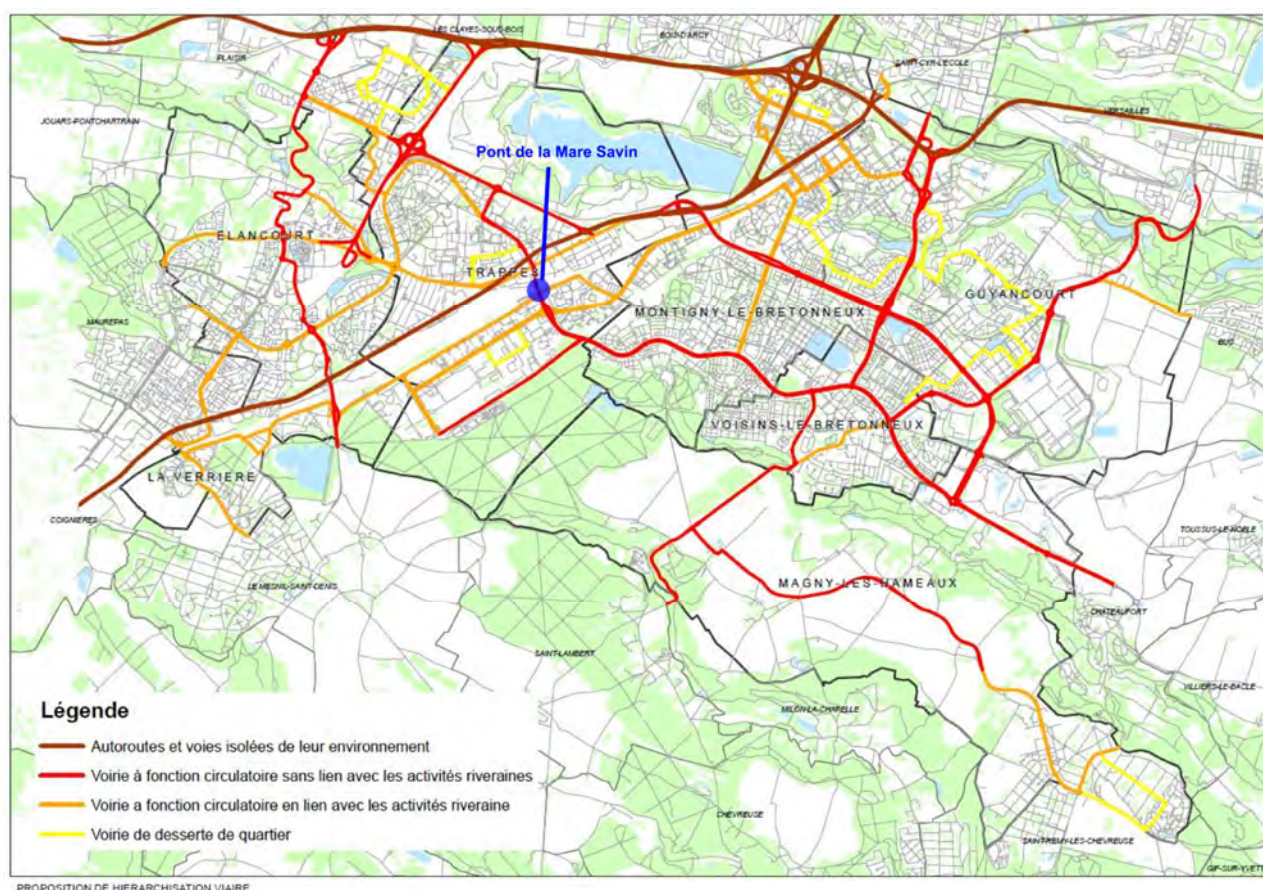 LES CLAYES-SOUS-BOIS
BOIS-D'ARCY
PLAISIR
SAINT-CYR-L'ECOLE
VERSAILLES
JOUARS-PONTCHARTRAIN
Pont de la Mare Savin
ELANCOURT
TRAPPES
GUYANCOURT
MONTIGNY-LE-BRETONNEUX
MAUREPAS
BUC
VOISINS-LE-BRETONNEUX
LA VERRIERE
COIGNIERES
TOUSSUS-LE-NOBLE
LE MESNIL-SAINT-DENIS
MAGNY-LES-HAMEAUX
CHATEAUFORT
SAINT-LAMBERT
VILLIERS-LE-BACLE
MILON-LA-CHAPELLE
Légende
Autoroutes et voies isolées de leur environnement
Voirie à fonction circulatoire sans lien avec les activités riveraines
Voirie a fonction circulatoire en lien avec les activités riveraine
Voirie de desserte de quartier
CHEVREUSE
SAINT-REMY-LES-CHEVREUSE
GIF-SUR-YVETTE
PROPOSITION DE HIERARCHISATION VIAIRE